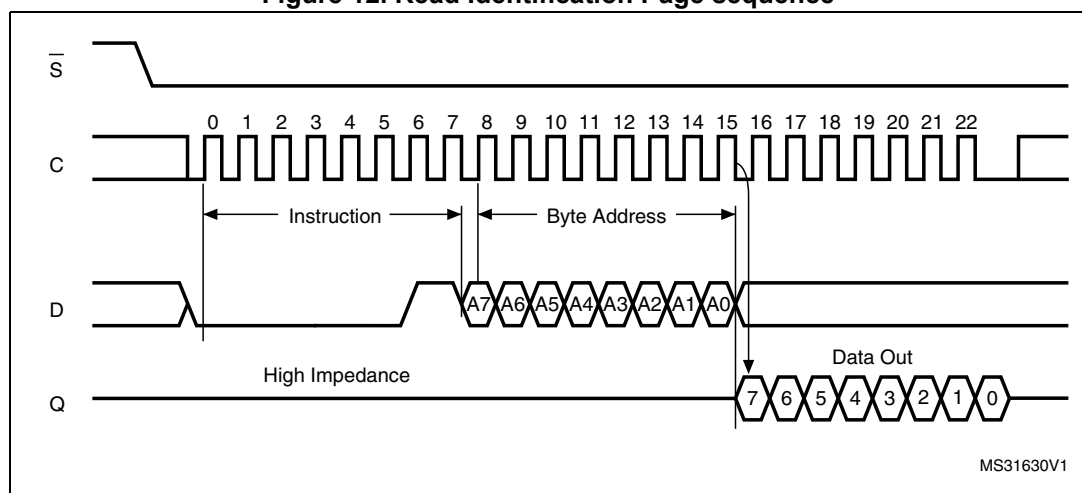 Figure 12. Read Identification Page sequence
S
0 1 2 3 4 5 6 7 8 9 10 11 12 13 14 15 16 17 18 19 20 21 22
C
Instruction Byte Address
D A7 A6 A5 A4 A3 A2 A1 A0
Data Out
High Impedance
Q 7 6 5 4 3 2 1 0
MS31630V1